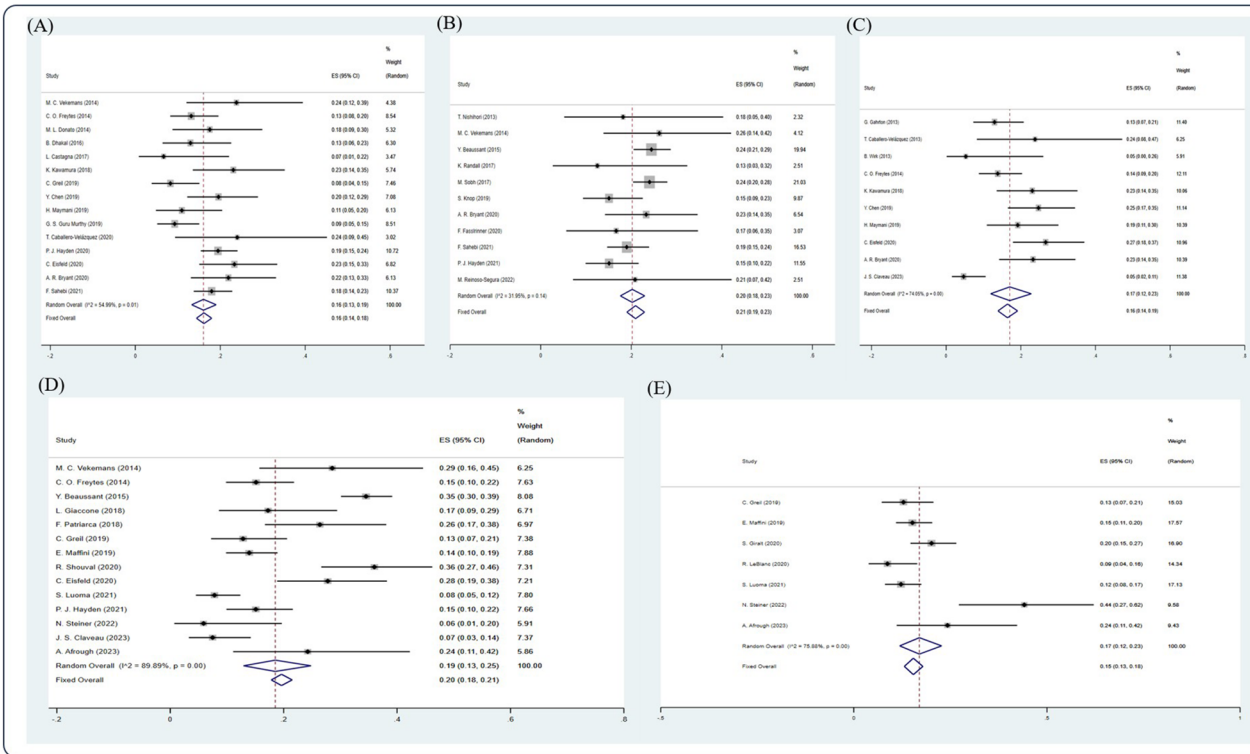 (A)
%
Weight
Study ES (95% CI) (Random)
M. C. Vekemans (2014) 0.24 (0.12, 0.39) 4.38
C. O. Freytes (2014) 0.13 (0.08, 0.20) 8.54
M. L. Donato (2014) 0.18 (0.09, 0.30) 5.32
B. Dhakal (2016) 0.13 (0.06, 0.23) 6.30
L. Castagna (2017) 0.07 (0.01, 0.22) 3.47
K. Kawamura (2018) 0.23 (0.14, 0.35) 5.74
C. Greil (2019) 0.08 (0.04, 0.15) 7.46
Y. Chen (2019) 0.20 (0.12, 0.29) 7.08
H. Maymani (2019) 0.11 (0.05, 0.20) 6.13
G. S. Guru Murthy (2019) 0.09 (0.05, 0.15) 8.51
T. Caballero-Velázquez (2020) 0.24 (0.09, 0.45) 3.02
P. J. Hayden (2020) 0.19 (0.15, 0.24) 10.72
C. Eisfeld (2020) 0.23 (0.15, 0.33) 6.82
A. R. Bryant (2020) 0.22 (0.13, 0.33) 6.13
F. Sahebi (2021) 0.18 (0.14, 0.23) 10.37
Random Overall (I^2 = 54.99%, p = 0.01) 0.16 (0.13, 0.19) 100.00
Fixed Overall 0.16 (0.14, 0.18)
-.2 0 .2 .4 .6
(B)
%
Weight
Study ES (95% CI) (Random)
T. Nishihori (2013) 0.18 (0.05, 0.40) 2.32
M. C. Vekemans (2014) 0.26 (0.14, 0.42) 4.12
Y. Beaussant (2015) 0.24 (0.21, 0.29) 19.94
K. Randall (2017) 0.13 (0.03, 0.32) 2.51
M. Sobh (2017) 0.24 (0.20, 0.28) 21.03
S. Knop (2019) 0.15 (0.09, 0.23) 9.87
A. R. Bryant (2020) 0.23 (0.14, 0.35) 6.54
F. Fasslrinner (2020) 0.17 (0.06, 0.35) 3.07
F. Sahebi (2021) 0.19 (0.15, 0.24) 16.53
P. J. Hayden (2021) 0.15 (0.10, 0.22) 11.55
M. Reinoso-Segura (2022) 0.21 (0.07, 0.42) 2.51
Random Overall (I^2 = 31.95%, p = 0.14) 0.20 (0.18, 0.23) 100.00
Fixed Overall 0.21 (0.19, 0.23)
-.2 0 .2 .4 .6
(C)
%
Weight
Study ES (95% CI) (Random)
G. Gahrton (2013) 0.13 (0.07, 0.21) 11.48
T. Caballero-Velázquez (2013) 0.24 (0.08, 0.47) 6.25
B. (2013) 0.05 (0.00, 0.26) 5.91
C. O. Freytes (2014) 0.14 (0.09, 0.20) 12.11
K. Kawamura (2018) 0.23 (0.14, 0.35) 10.06
Y. Chen (2019) 0.25 (0.17, 0.35) 11.14
H. Maymani (2019) 0.19 (0.11, 0.30) 10.39
C. Eisfeld (2020) 0.27 (0.18, 0.37) 10.96
A. R. Bryant (2020) 0.23 (0.14, 0.35) 10.39
J. S. Claveau (2023) 0.05 (0.02, 0.11) 11.30
Random Overall (I^2 = 74.05%, p = 0.00) 0.17 (0.12, 0.23) 100.00
Fixed Overall 0.16 (0.14, 0.19)
-.2 0 .2 .4 .6 .8
(D)
%
Weight
Study ES (95% CI) (Random)
M. C. Vekemans (2014) 0.29 (0.16, 0.45) 6.25
C. O. Freytes (2014) 0.15 (0.10, 0.22) 7.63
Y. Beaussant (2015) 0.35 (0.30, 0.39) 8.08
L. Giaccone (2018) 0.17 (0.09, 0.29) 6.71
F. Patriarca (2018) 0.26 (0.17, 0.38) 6.97
C. Greil (2019) 0.13 (0.07, 0.21) 7.38
E. Maffini (2019) 0.14 (0.10, 0.19) 7.88
R. Shouval (2020) 0.36 (0.27, 0.46) 7.31
C. Eisfeld (2020) 0.28 (0.19, 0.38) 7.21
S. Luoma (2021) 0.08 (0.05, 0.12) 7.80
P. J. Hayden (2021) 0.15 (0.10, 0.22) 7.66
N. Steiner (2022) 0.06 (0.01, 0.20) 5.91
J. S. Claveau (2023) 0.07 (0.03, 0.14) 7.37
A. Afrough (2023) 0.24 (0.11, 0.42) 5.86
Random Overall (I^2 = 89.89%, p = 0.00) 0.19 (0.13, 0.25) 100.00
Fixed Overall 0.20 (0.18, 0.21)
-.2 0 .2 .4 .6 .8
(E)
%
Weight
Study ES (95% CI) (Random)
C. Greil (2019) 0.13 (0.07, 0.21) 15.03
E. Maffini (2019) 0.15 (0.11, 0.20) 17.57
S. Giralt (2020) 0.20 (0.15, 0.27) 16.90
R. LeBlanc (2020) 0.09 (0.04, 0.16) 14.34
S. Luoma (2021) 0.12 (0.08, 0.17) 17.13
N. Steiner (2022) 0.44 (0.27, 0.62) 9.58
A. Afrough (2023) 0.24 (0.11, 0.42) 9.43
Random Overall (I^2 = 75.88%, p = 0.00) 0.17 (0.12, 0.23) 100.00
Fixed Overall 0.15 (0.13, 0.18)
-.5 0 .5 1